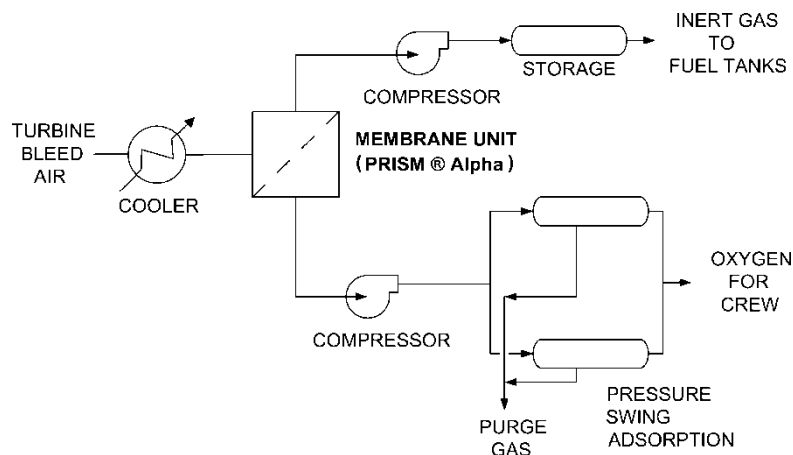 INERT GAS
TO
FUEL TANKS
STORAGE
COMPRESSOR
TURBINE
BLEED
AIR
MEMBRANE UNIT
(PRISM ® Alpha)
COOLER
OXYGEN
FOR
CREW
COMPRESSOR
PRESSURE
SWING
ADSORPTION
PURGE
GAS